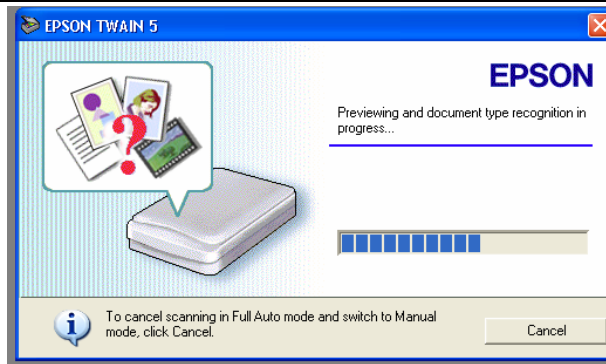 EPSON TWAIN 5
EPSON
Previewing and document type recognition in
progress...
?
To cancel scanning in Full Auto mode and switch to Manual
mode, click Cancel.
Cancel